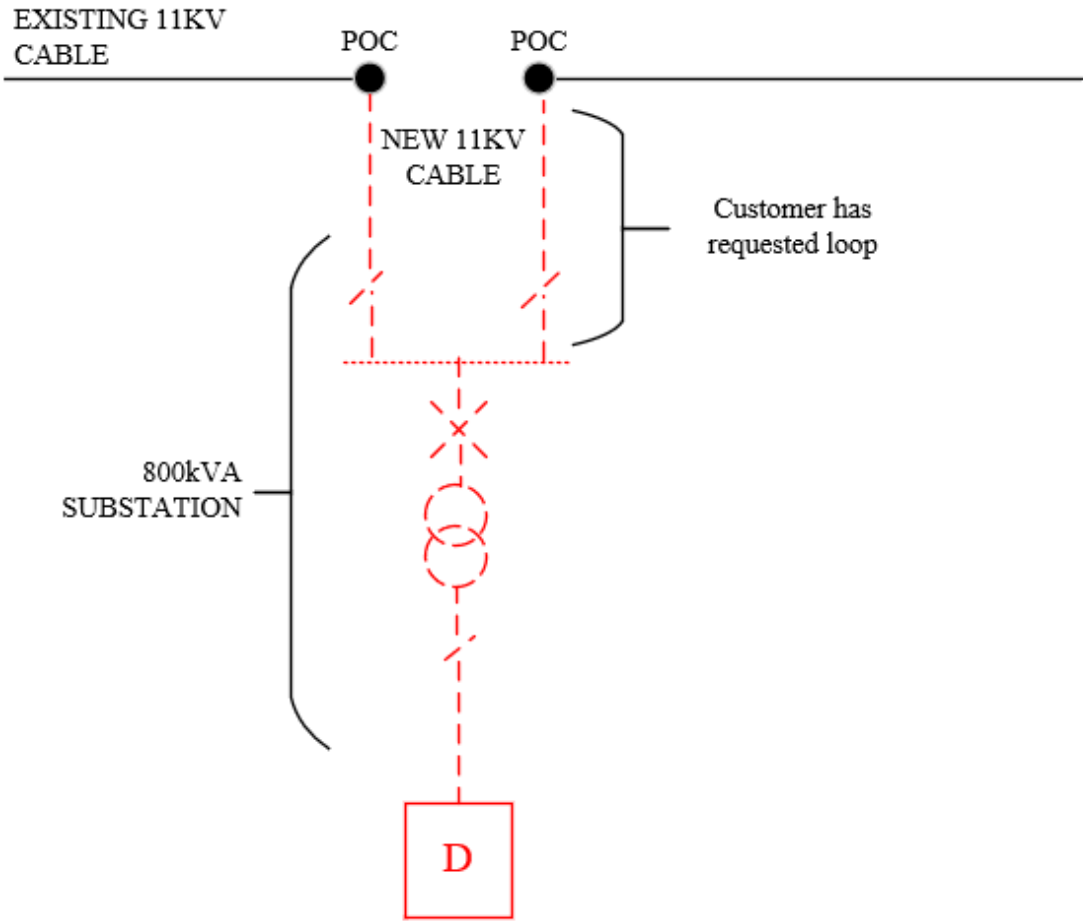 EXISTING 11KV
CABLE
POC
POC
NEW 11KV
CABLE
Customer has
requested loop
800kVA
SUBSTATION
D